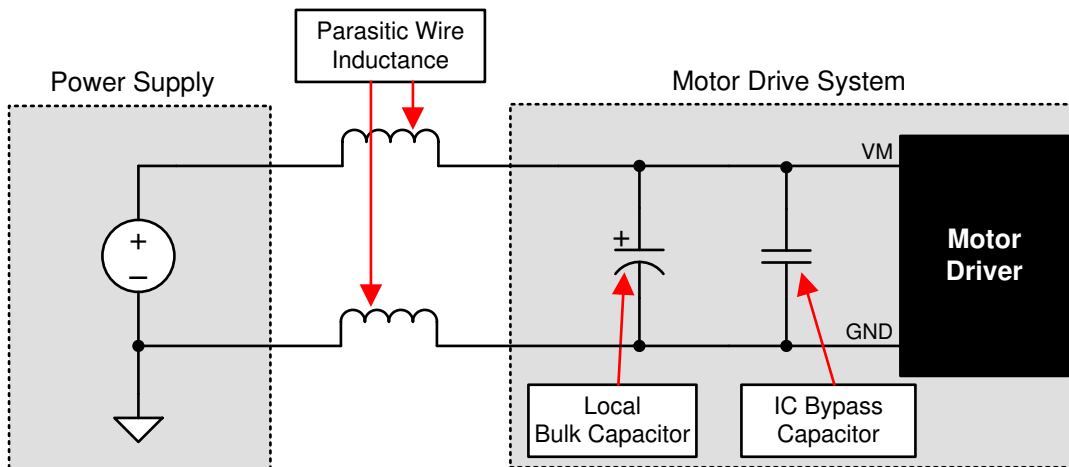 Parasitic Wire
Inductance
Power Supply
Motor Drive System
VM
+
−
+
Motor
Driver
GND
Local
Bulk Capacitor
IC Bypass
Capacitor